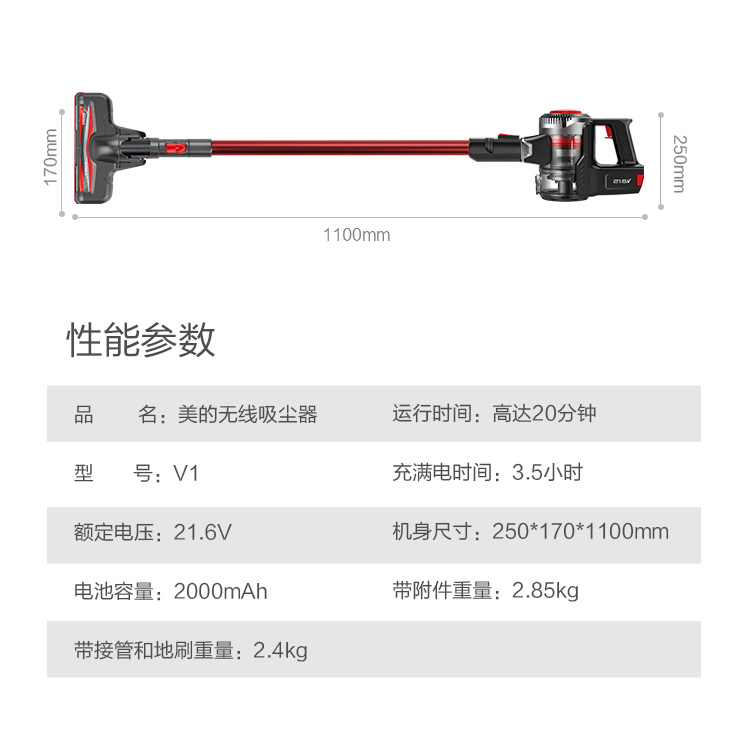 170mm
21.6V
250mm
1100mm
性能参数
品 名：美的无线吸尘器
运行时间：高达20分钟
型 号：V1
充满电时间：3.5小时
额定电压：21.6V
机身尺寸：250*170*1100mm
电池容量：2000mAh
带附件重量：2.85kg
带接管和地刷重量：2.4kg